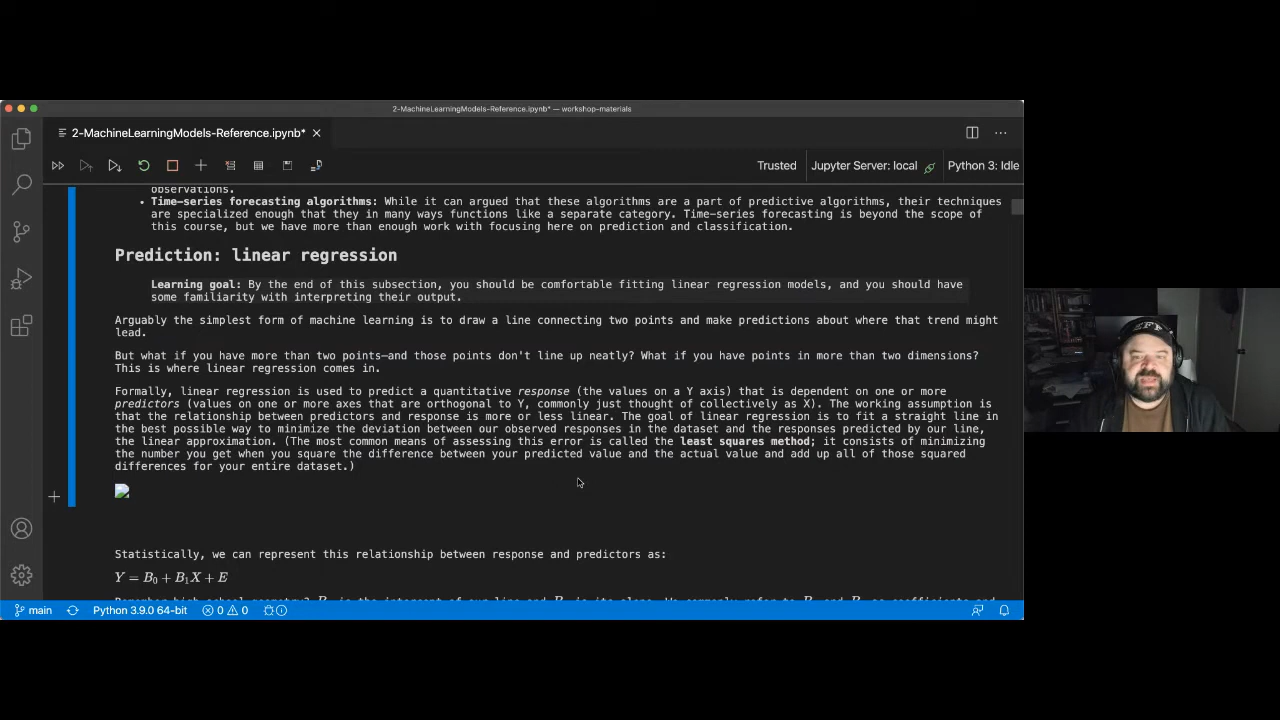 2-MachineLearningModels-Reference.ipynb* — workshop-materials
2-MachineLearningModels-Reference.ipynb*
Trusted
Jupyter Server: local
Python 3: Idle
observations.
• Time-series forecasting algorithms: While it can argued that these algorithms are a part of predictive algorithms, their techniques
are specialized enough that they in many ways functions like a separate category. Time-series forecasting is beyond the scope of
this course, but we have more than enough work with focusing here on prediction and classification.
Prediction: linear regression
Learning goal: By the end of this subsection, you should be comfortable fitting linear regression models, and you should have
some familiarity with interpreting their output.
Arguably the simplest form of machine learning is to draw a line connecting two points and make predictions about where that trend might
lead.
But what if you have more than two points—and those points don't line up neatly? What if you have points in more than two dimensions?
This is where linear regression comes in.
Formally, linear regression is used to predict a quantitative response (the values on a Y axis) that is dependent on one or more
predictors (values on one or more axes that are orthogonal to Y, commonly just thought of collectively as X). The working assumption is
that the relationship between predictors and response is more or less linear. The goal of linear regression is to fit a straight line in
the best possible way to minimize the deviation between our observed responses in the dataset and the responses predicted by our line,
the linear approximation. (The most common means of assessing this error is called the least squares method; it consists of minimizing
the number you get when you square the difference between your predicted value and the actual value and add up all of those squared
differences for your entire dataset.)
Statistically, we can represent this relationship between response and predictors as:
Y = B₀ + B₁X + E
main
Python 3.9.0 64-bit
0
0